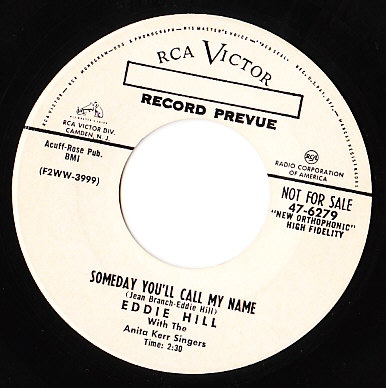 RCA VICTOR
RECORD PREVUE
RCA VICTOR DIV.
CAMDEN, N. J.
RADIO CORPORATION
OF AMERICA
Acuff-Rose Pub.
BMI
(F2WW-3999)
NOT FOR SALE
47-6279
"NEW ORTHOPHONIC"
HIGH FIDELITY
SOMEDAY YOU'LL CALL MY NAME
(Jean Branch-Eddie Hill)
EDDIE HILL
With The
Anita Kerr Singers
Time: 2:30